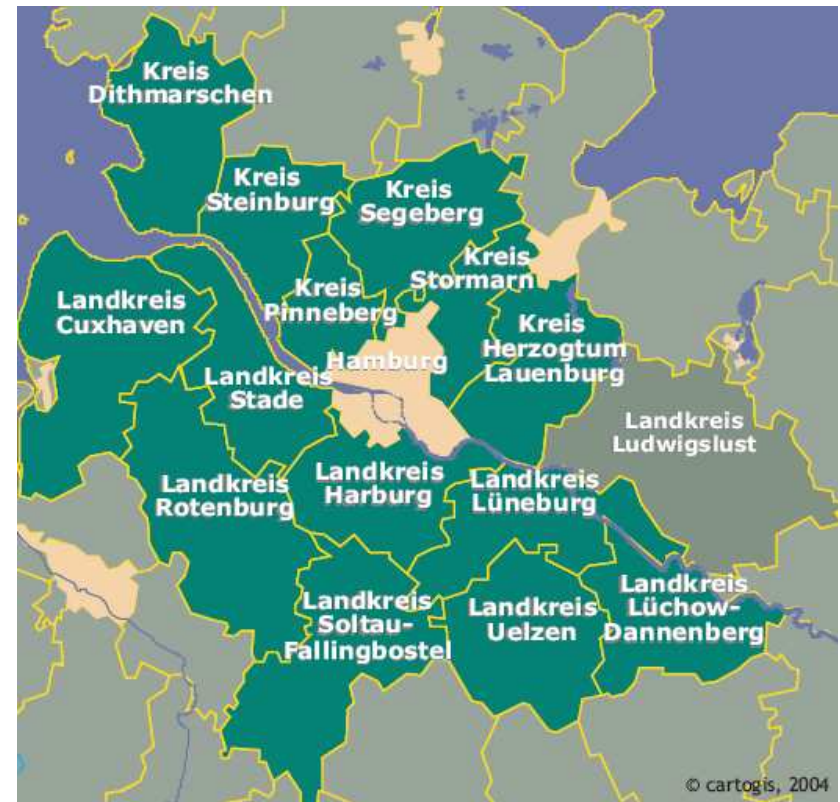 Kreis
Dithmarschen
Kreis
Steinburg
Kreis
Segeberg
Kreis
Stormarn
Landkreis
Cuxhaven
Kreis
Pinneberg
Kreis
Herzogtum
Lauenburg
Hamburg
Landkreis
Stade
Landkreis
Ludwigslust
Landkreis
Rotenburg
Landkreis
Harburg
Landkreis
Lüneburg
Landkreis
Soltau-
Fallingbostel
Landkreis
Uelzen
Landkreis
Lüchow-
Dannenberg
© cartogis, 2004